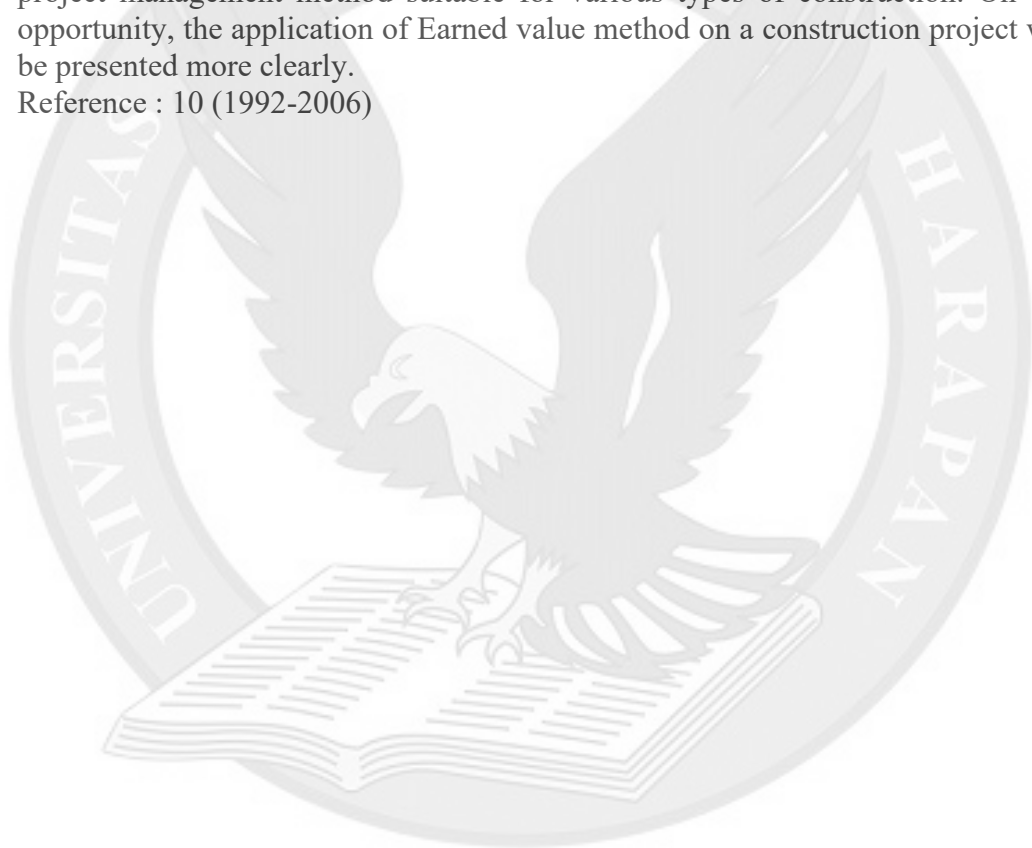 project management method suitable for various types of construction. On
opportunity, the application of Earned value method on a construction project w
be presented more clearly.
Reference : 10 (1992-2006)
UNIVERSITAS
HARAPAN